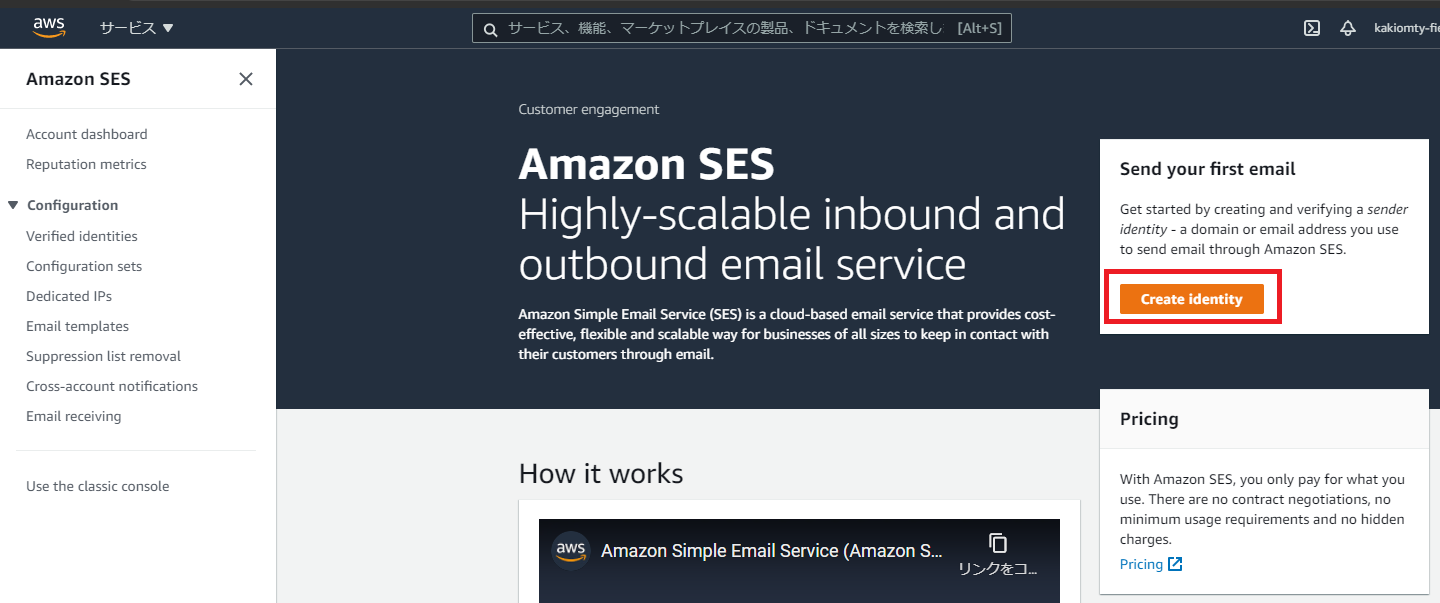 aws サービス ▼ サービス、機能、マーケットプレイスの製品、ドキュメントを検索し [Alt+S] kakiomty-fie
Amazon SES
Account dashboard
Reputation metrics
Configuration
Verified identities
Configuration sets
Dedicated IPs
Email templates
Suppression list removal
Cross-account notifications
Email receiving
Use the classic console
Customer engagement
Amazon SES
Highly-scalable inbound and
outbound email service
Amazon Simple Email Service (SES) is a cloud-based email service that provides cost-
effective, flexible and scalable way for businesses of all sizes to keep in contact with
their customers through email.
Send your first email
Get started by creating and verifying a sender
identity - a domain or email address you use
to send email through Amazon SES.
Create identity
Pricing
With Amazon SES, you only pay for what you
use. There are no contract negotiations, no
minimum usage requirements and no hidden
charges.
Pricing
How it works
aws Amazon Simple Email Service (Amazon S...
リンクをコ...